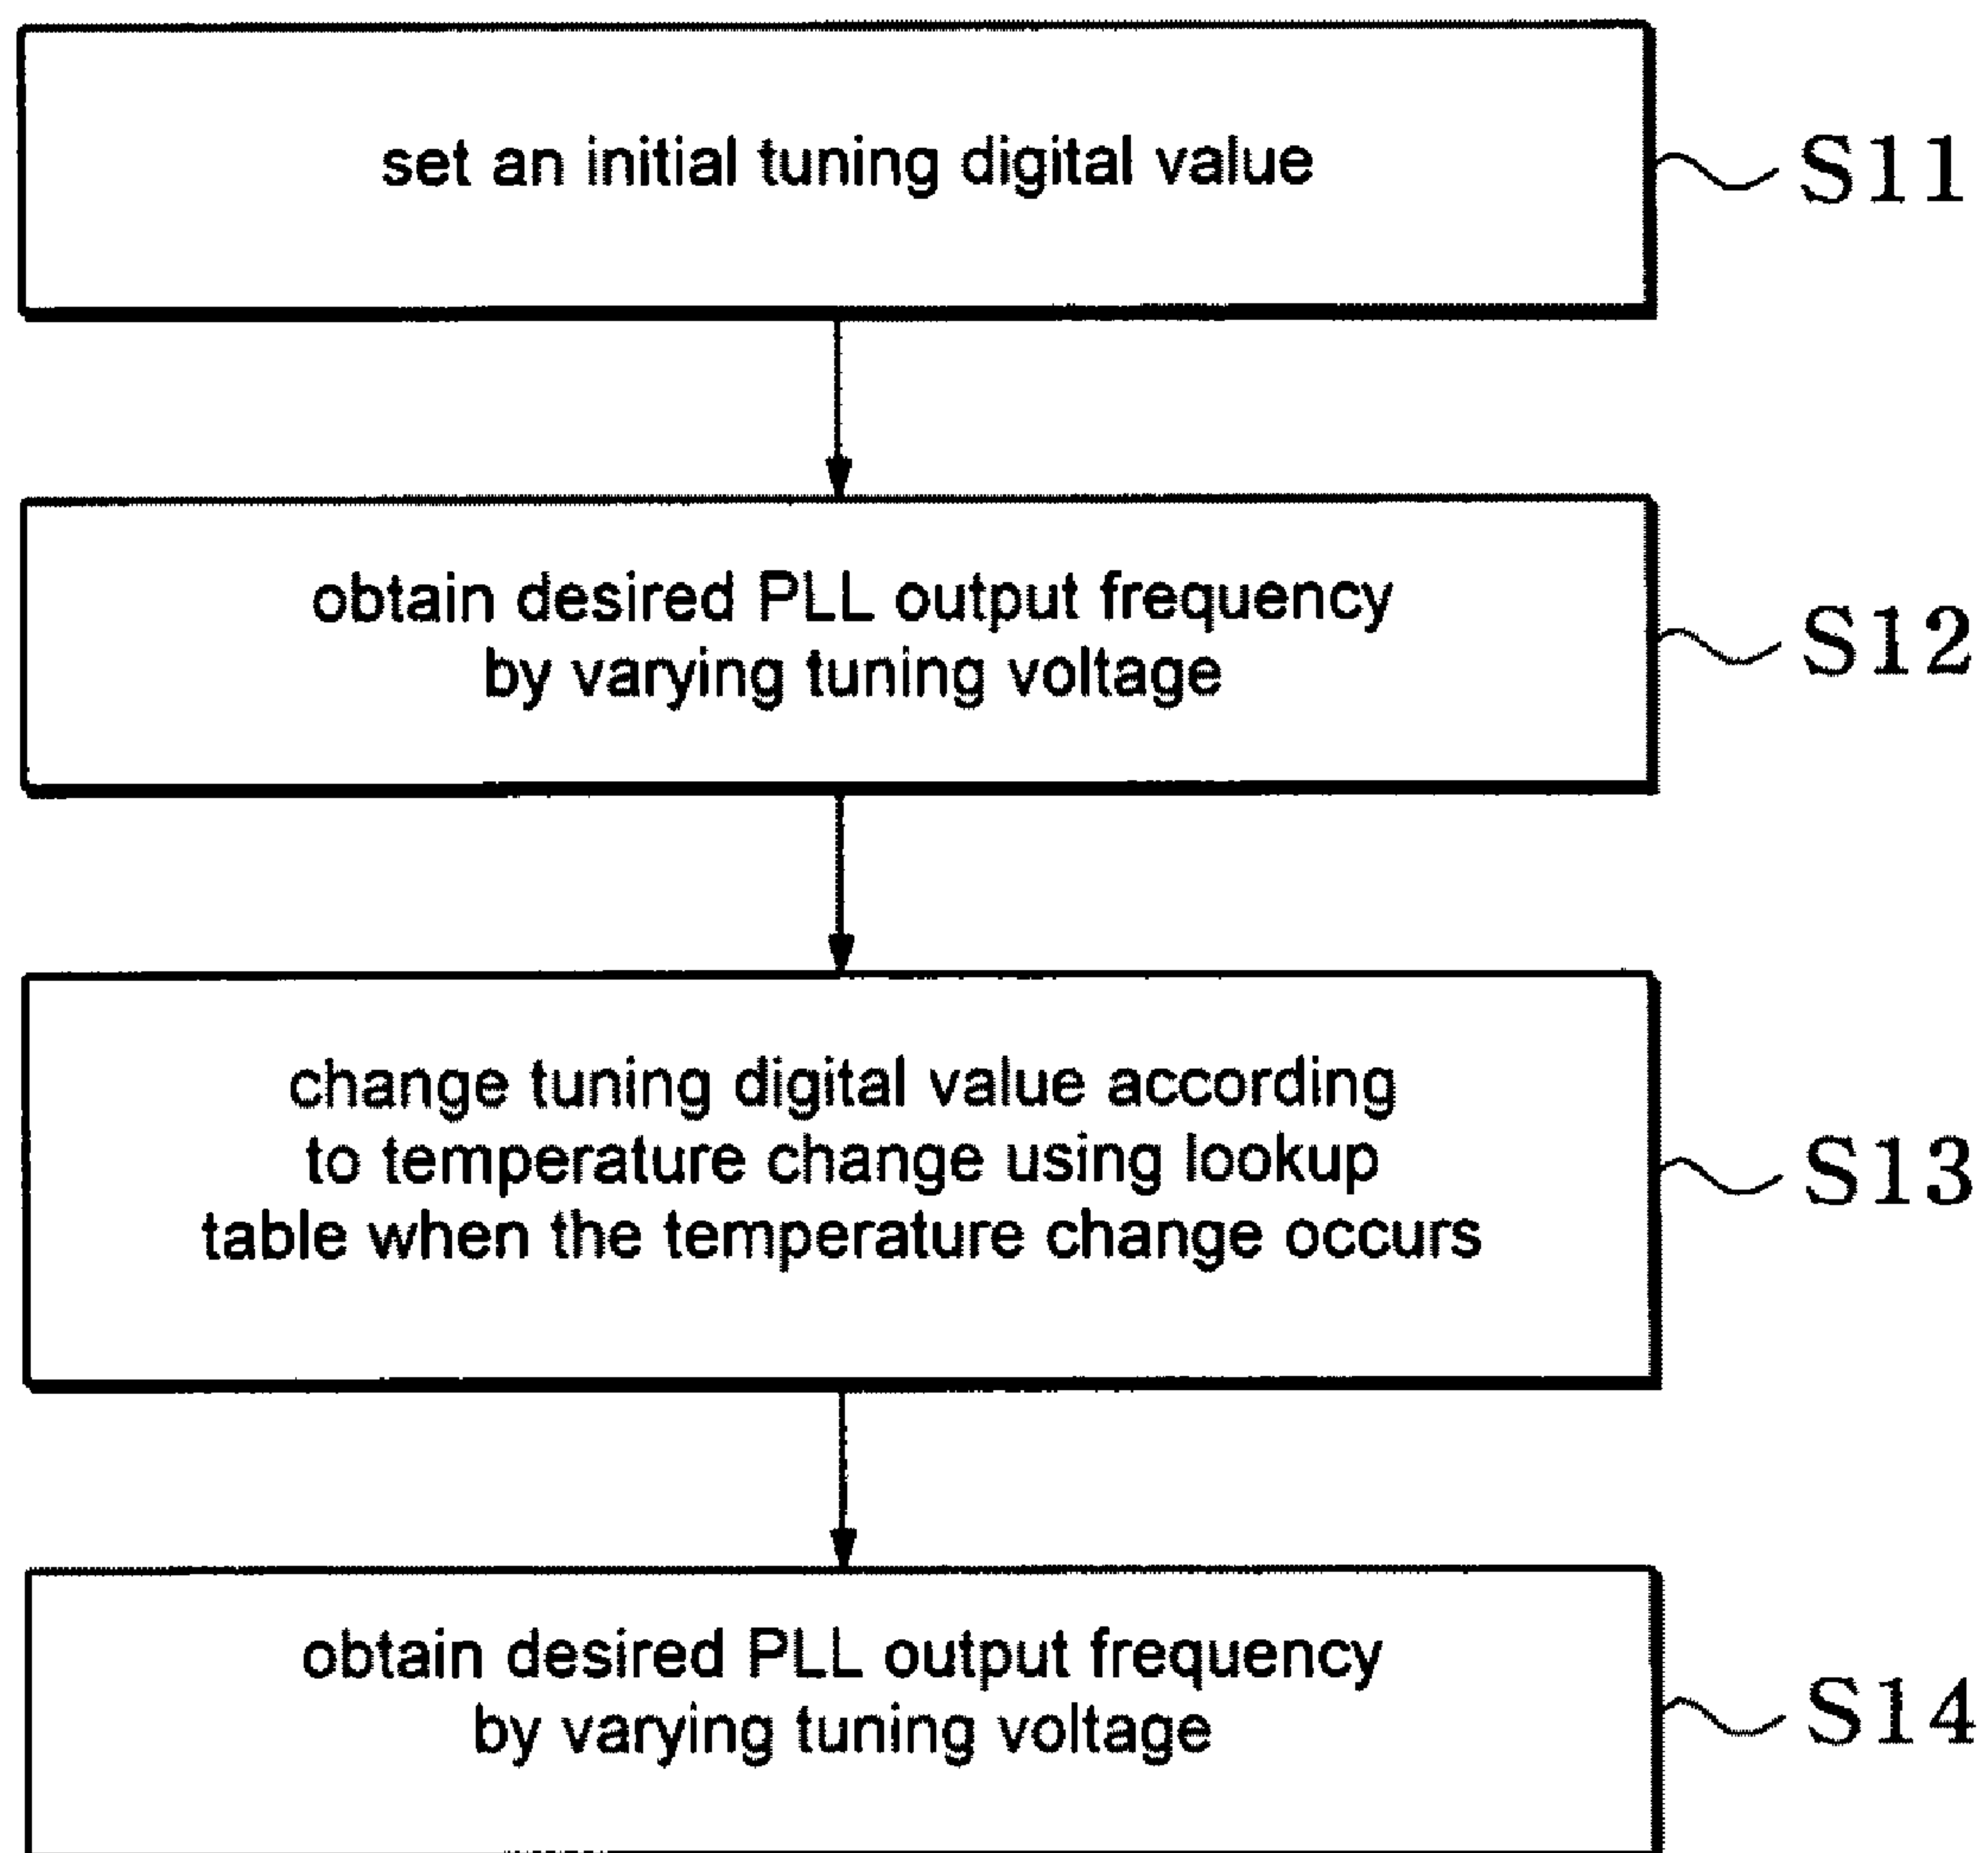 set an initial tuning digital value
S11
obtain desired PLL output frequency
by varying tuning voltage
S12
change tuning digital value according
to temperature change using lookup
table when the temperature change occurs
S13
obtain desired PLL output frequency
by varying tuning voltage
S14